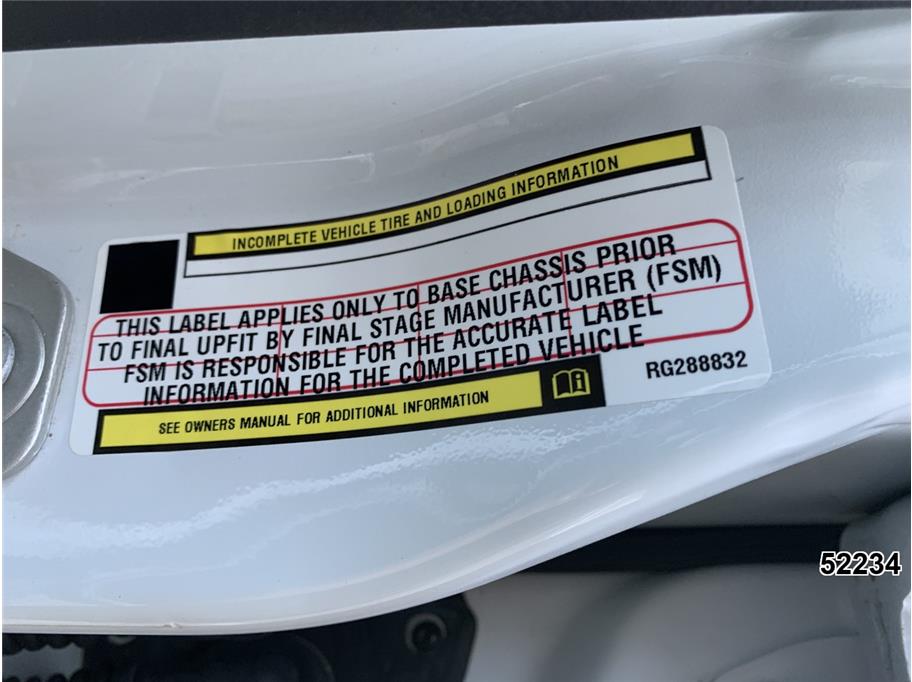 INCOMPLETE VEHICLE TIRE AND LOADING INFORMATION
THIS LABEL APPLIES ONLY TO BASE CHASSIS PRIOR
TO FINAL UPFIT BY FINAL STAGE MANUFACTURER (FSM)
FSM IS RESPONSIBLE FOR THE ACCURATE LABEL
INFORMATION FOR THE COMPLETED VEHICLE
RG288832
SEE OWNERS MANUAL FOR ADDITIONAL INFORMATION
52234